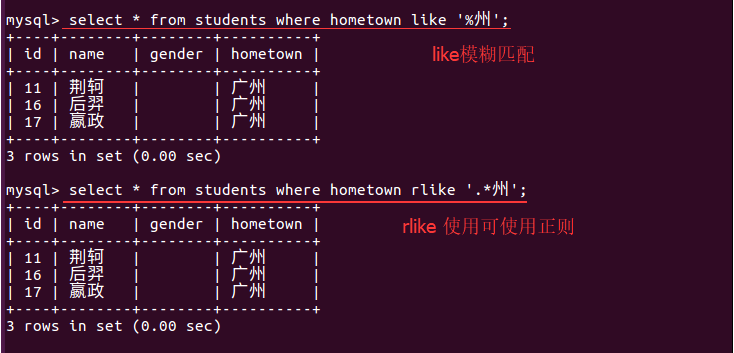 mysql> select * from students where hometown like '%州';
+----+--------+--------+----------+
| id | name | gender | hometown |
+----+--------+--------+----------+
| 11 | 荆轲 | | 广州 |
| 16 | 后羿 | | 广州 |
| 17 | 嬴政 | | 广州 |
+----+--------+--------+----------+
3 rows in set (0.00 sec)
like模糊匹配
mysql> select * from students where hometown rlike '.*州';
+----+--------+--------+----------+
| id | name | gender | hometown |
+----+--------+--------+----------+
| 11 | 荆轲 | | 广州 |
| 16 | 后羿 | | 广州 |
| 17 | 嬴政 | | 广州 |
+----+--------+--------+----------+
3 rows in set (0.00 sec)
rlike 使用可使用正则